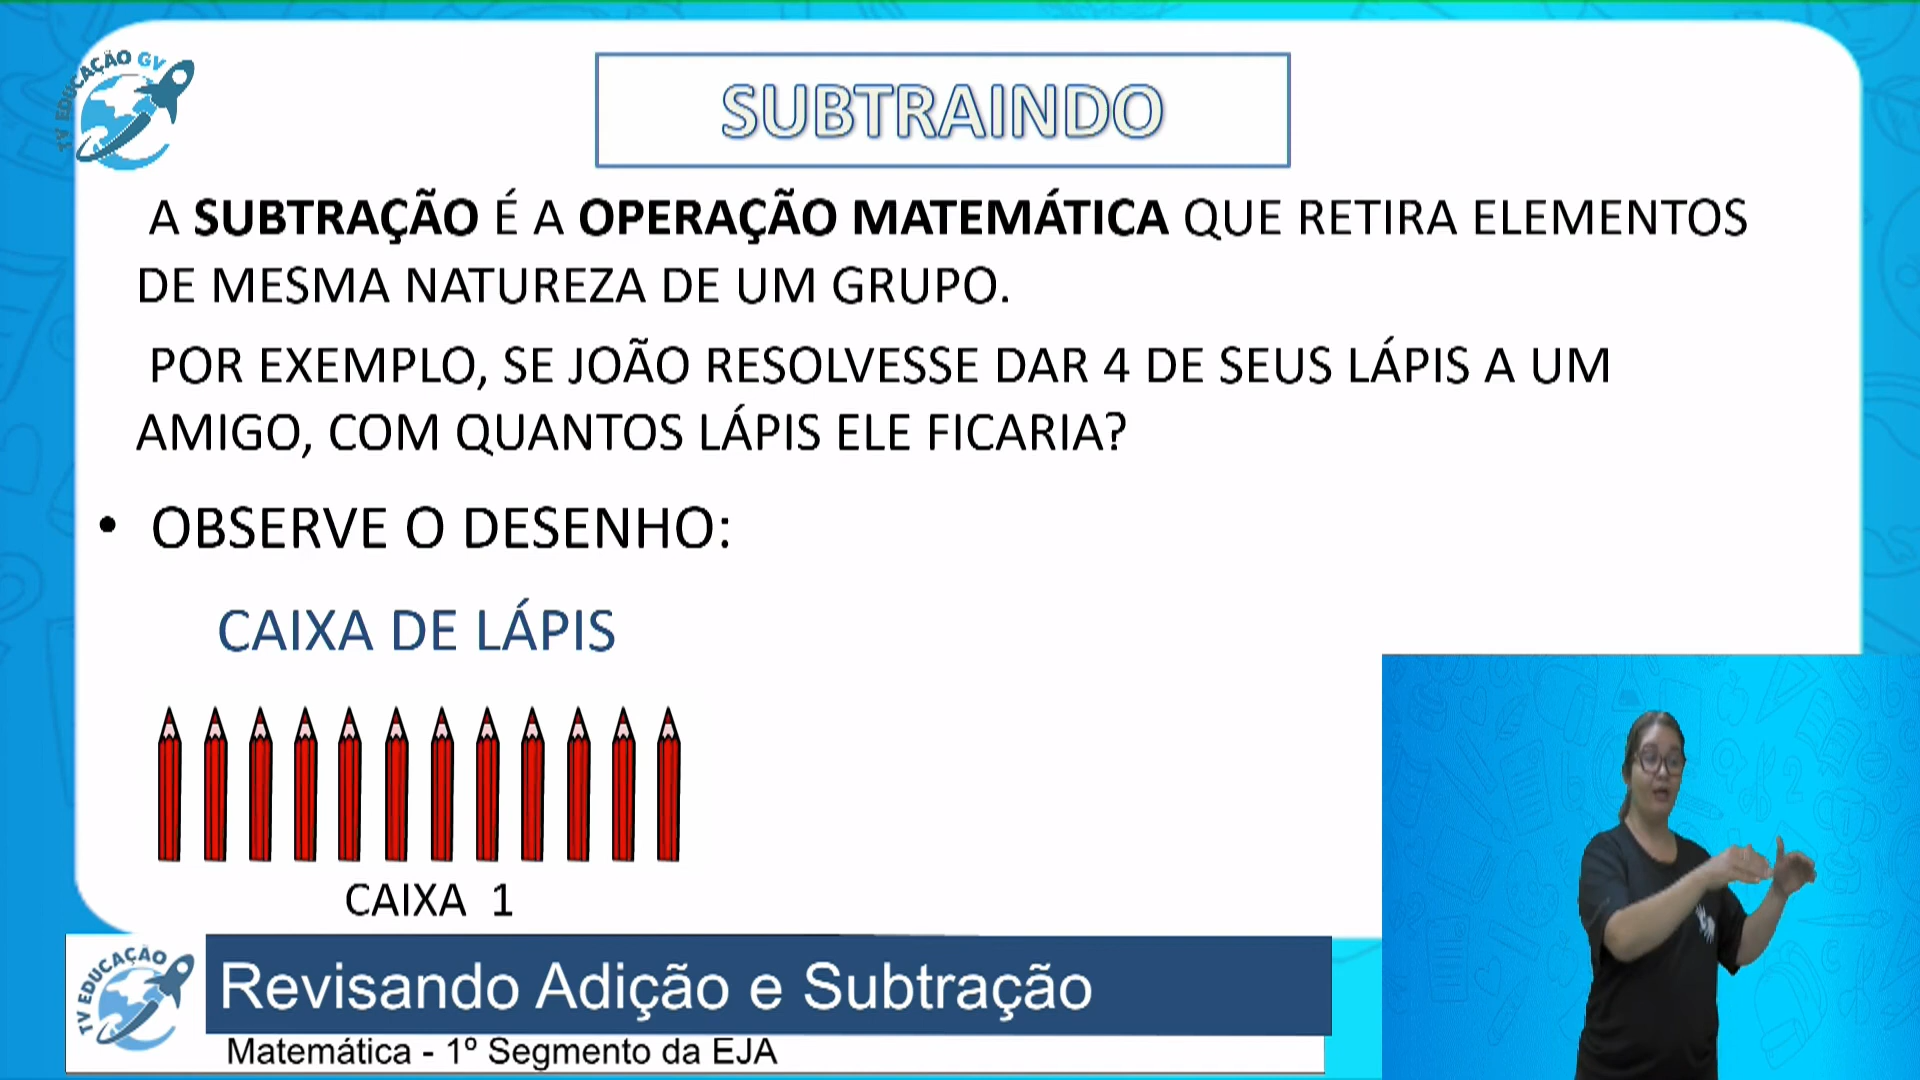 TV EDUCAÇÃO GV
SUBTRAINDO
A SUBTRAÇÃO É A OPERAÇÃO MATEMÁTICA QUE RETIRA ELEMENTOS
DE MESMA NATUREZA DE UM GRUPO.
POR EXEMPLO, SE JOÃO RESOLVESSE DAR 4 DE SEUS LÁPIS A UM
AMIGO, COM QUANTOS LÁPIS ELE FICARIA?
• OBSERVE O DESENHO:
CAIXA DE LÁPIS
CAIXA 1
TV EDUCAÇÃO
Revisando Adição e Subtração
Matemática - 1º Segmento da EJA